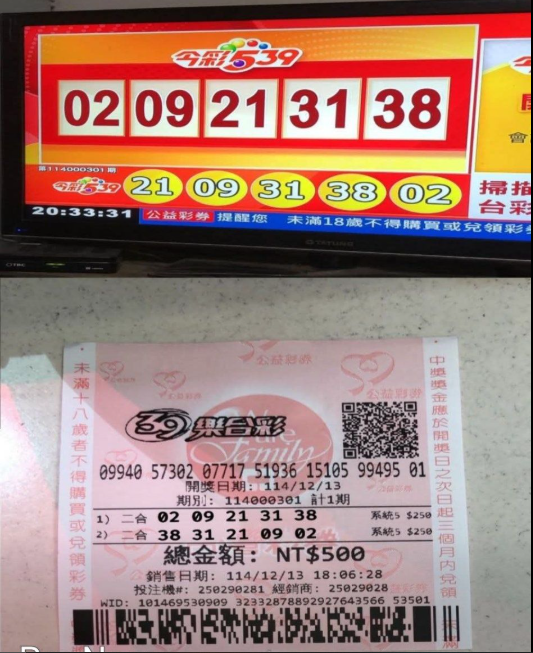 今彩539
02 09 21 31 38
第114000301期
今彩539 21 09 31 38 02
掃描
台彩
20:33:31 公益彩券 提醒您 未滿18歲不得購買或兌領彩
會
公益彩券
未滿十八歲者不得購買或兌領彩券
中獎獎金應於開獎日之次日起三個月內兌領
39樂合彩
We are Family
09940 57302 07717 51936 15105 99495 01
開獎日期: 114/12/13
期別: 114000301 計1期
1) 二合 02 09 21 31 38 系統5 $250
2) 二合 38 31 21 09 02 系統5 $250
總金額: NT$500
銷售日期: 114/12/13 18:06:28
投注機#: 250290281 經銷商: 25029028
WID: 101469530909 32332878892927643566 53501